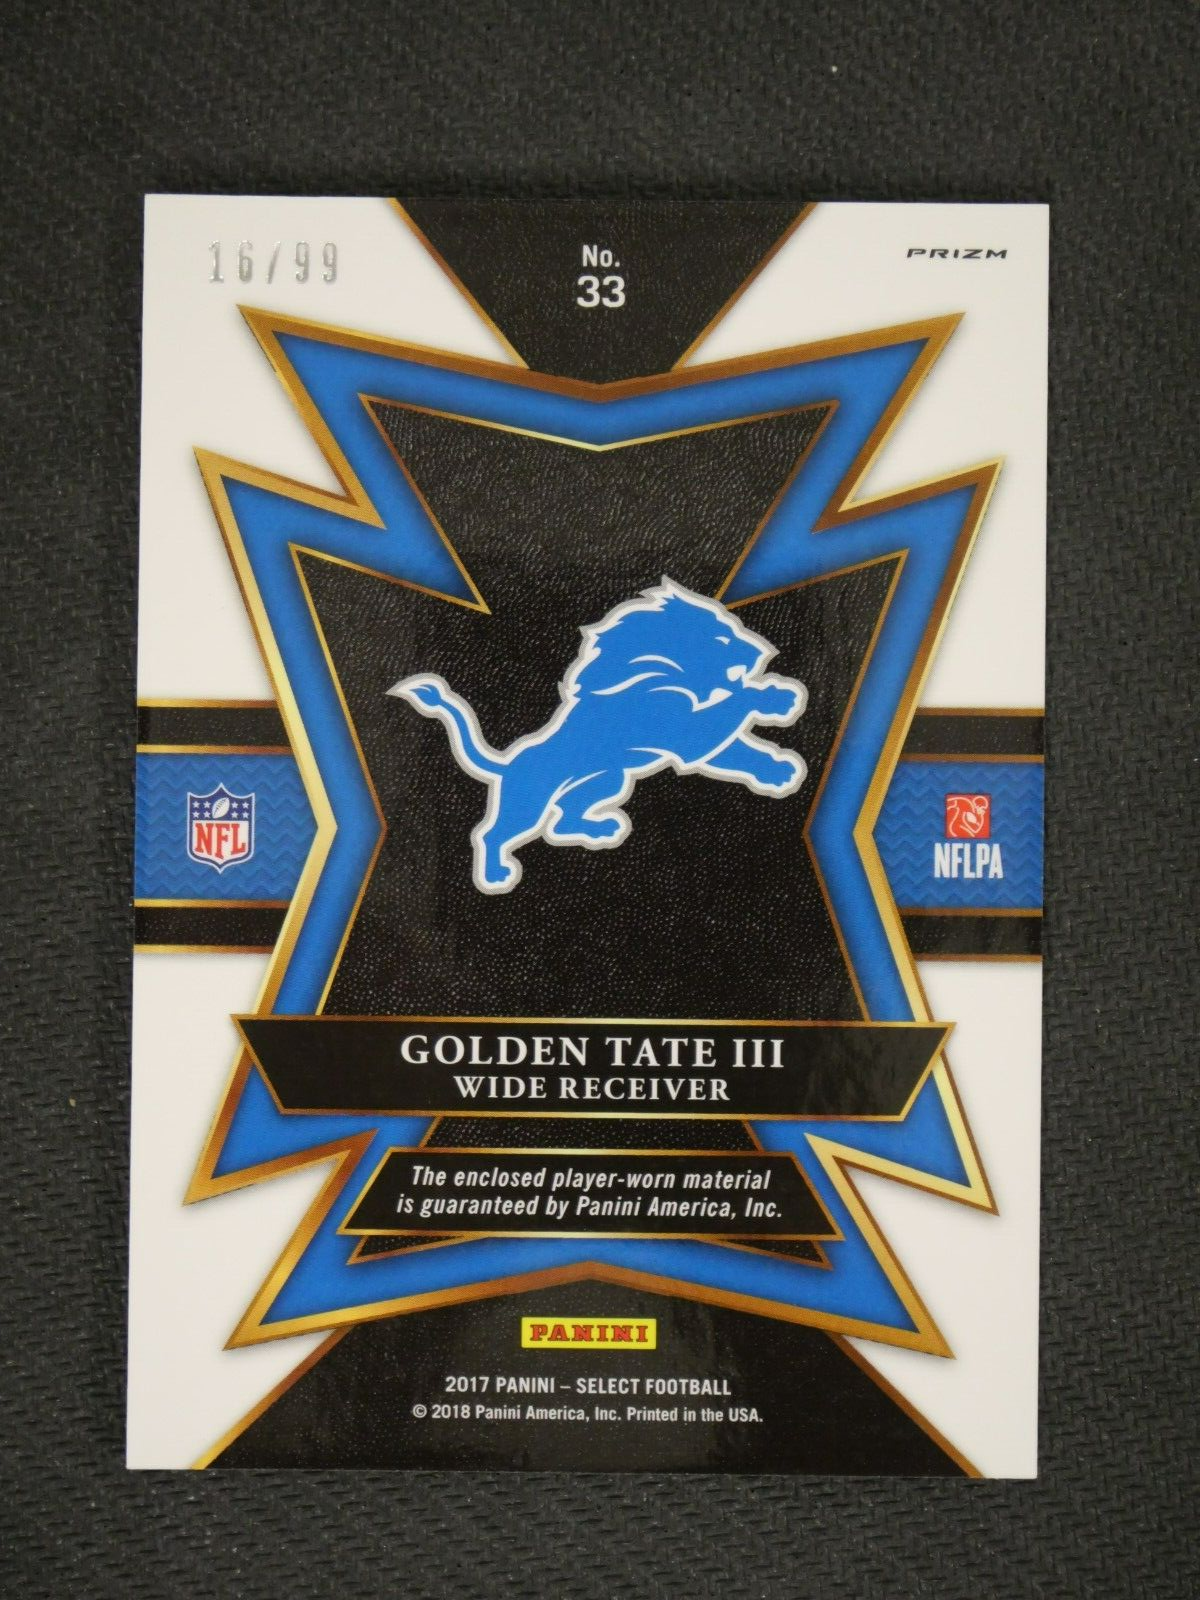 16/99
No.
33
PRIZM
NFL
NFLPA
GOLDEN TATE III
WIDE RECEIVER
The enclosed player-worn material
is guaranteed by Panini America, Inc.
PANINI
2017 PANINI – SELECT FOOTBALL
© 2018 Panini America, Inc. Printed in the USA.